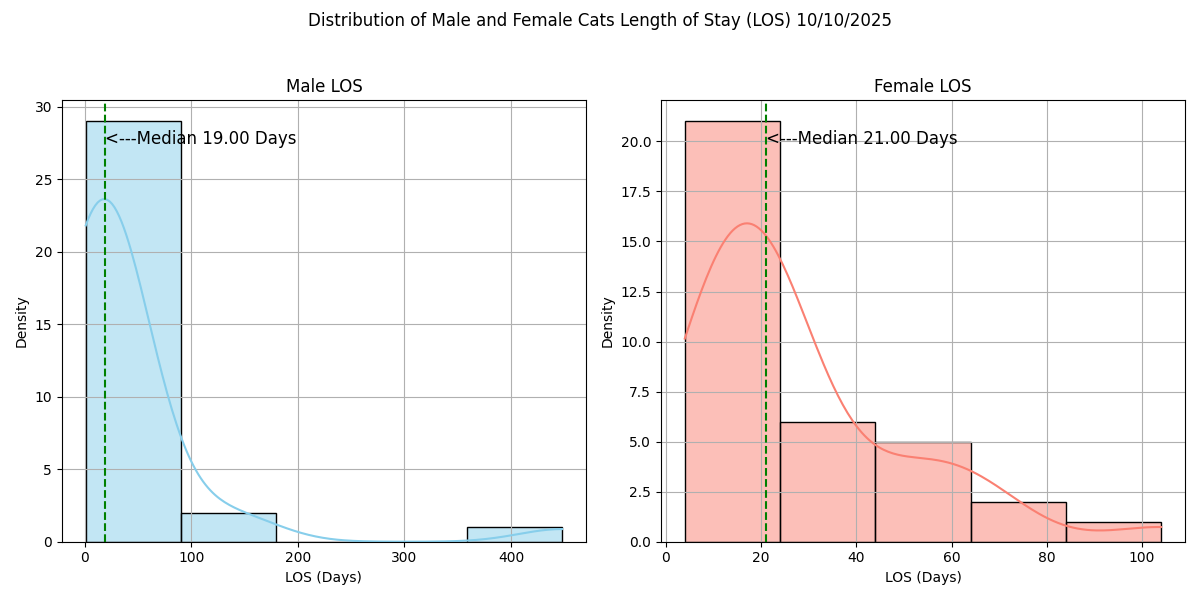 Distribution of Male and Female Cats Length of Stay (LOS) 10/10/2025
Male LOS
30
25
20
15
10
5
0
Density
<---Median 19.00 Days
0 100 200 300 400
LOS (Days)
Female LOS
20.0
17.5
15.0
12.5
10.0
7.5
5.0
2.5
0.0
Density
<---Median 21.00 Days
0 20 40 60 80 100
LOS (Days)